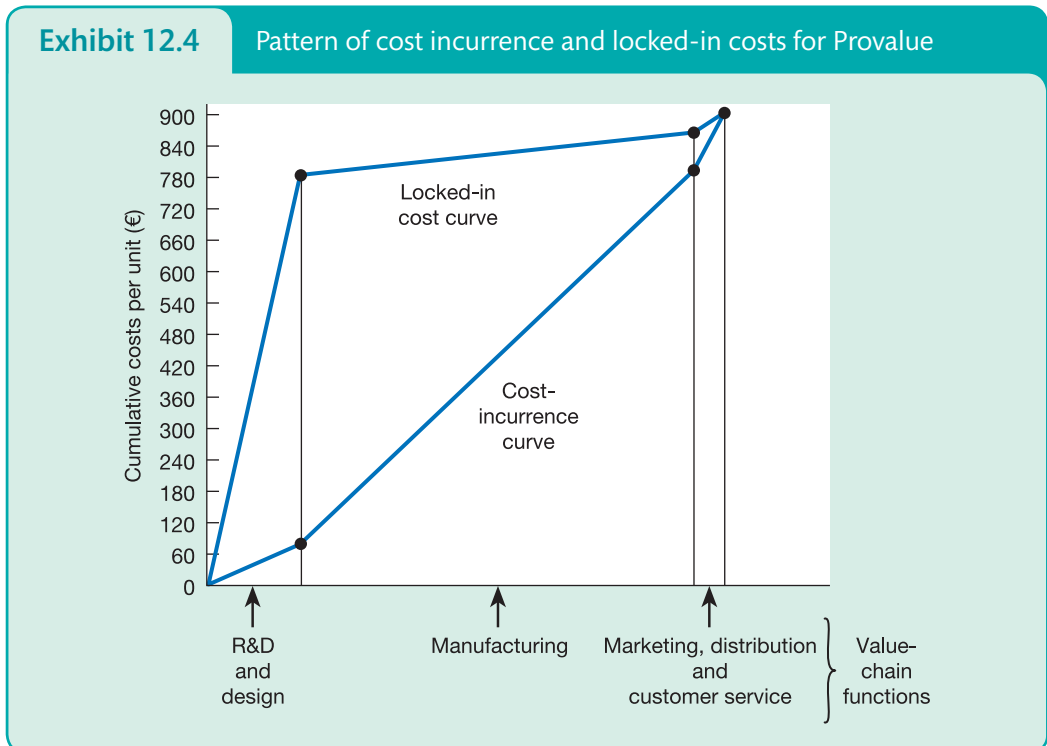 Exhibit 12.4
Pattern of cost incurrence and locked-in costs for Provalue
Cumulative costs per unit (€)
900
840
780
720
660
600
540
480
420
360
300
240
180
120
60
0
Locked-in
cost curve
Cost-
incurrence
curve
R&D
and
design
Manufacturing
Marketing, distribution
and
customer service
Value-
chain
functions